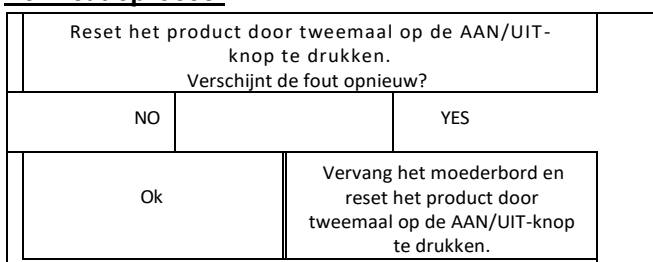 Reset het product door tweemaal op de AAN/UIT-
knop te drukken.
Verschijnt de fout opnieuw?
NO
YES
Ok
Vervang het moederbord en
reset het product door
tweemaal op de AAN/UIT-knop
te drukken.